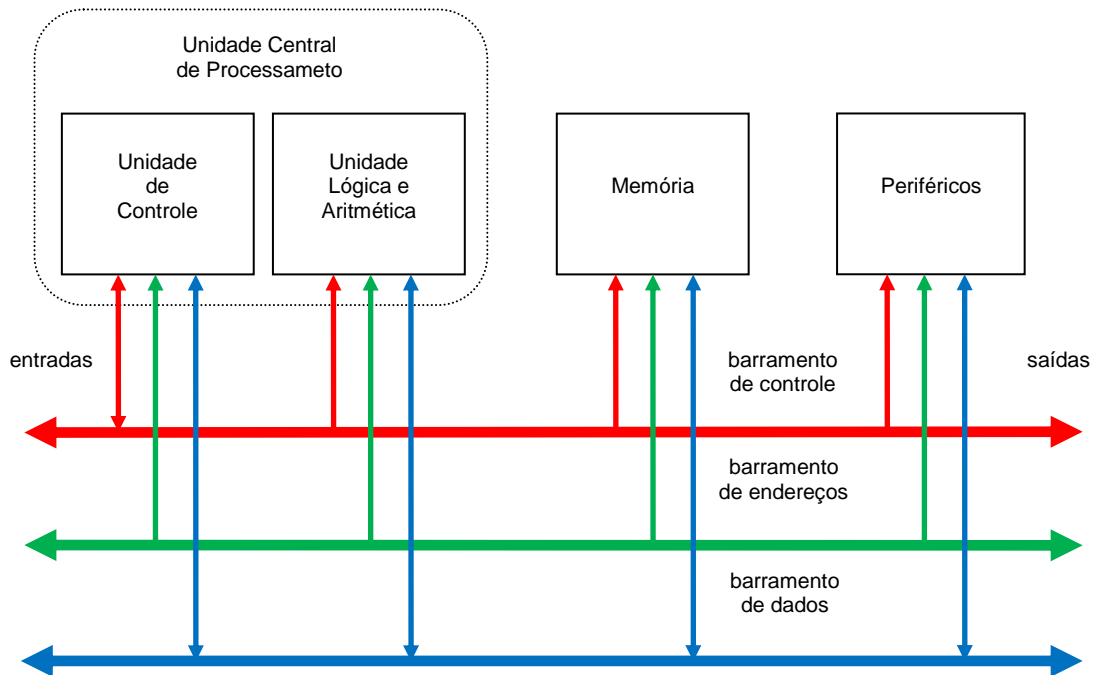 Unidade Central
de Processameto
Unidade
de
Controle
Unidade
Lógica e
Aritmética
Memória
Periféricos
entradas
barramento
de controle
saídas
barramento
de endereços
barramento
de dados